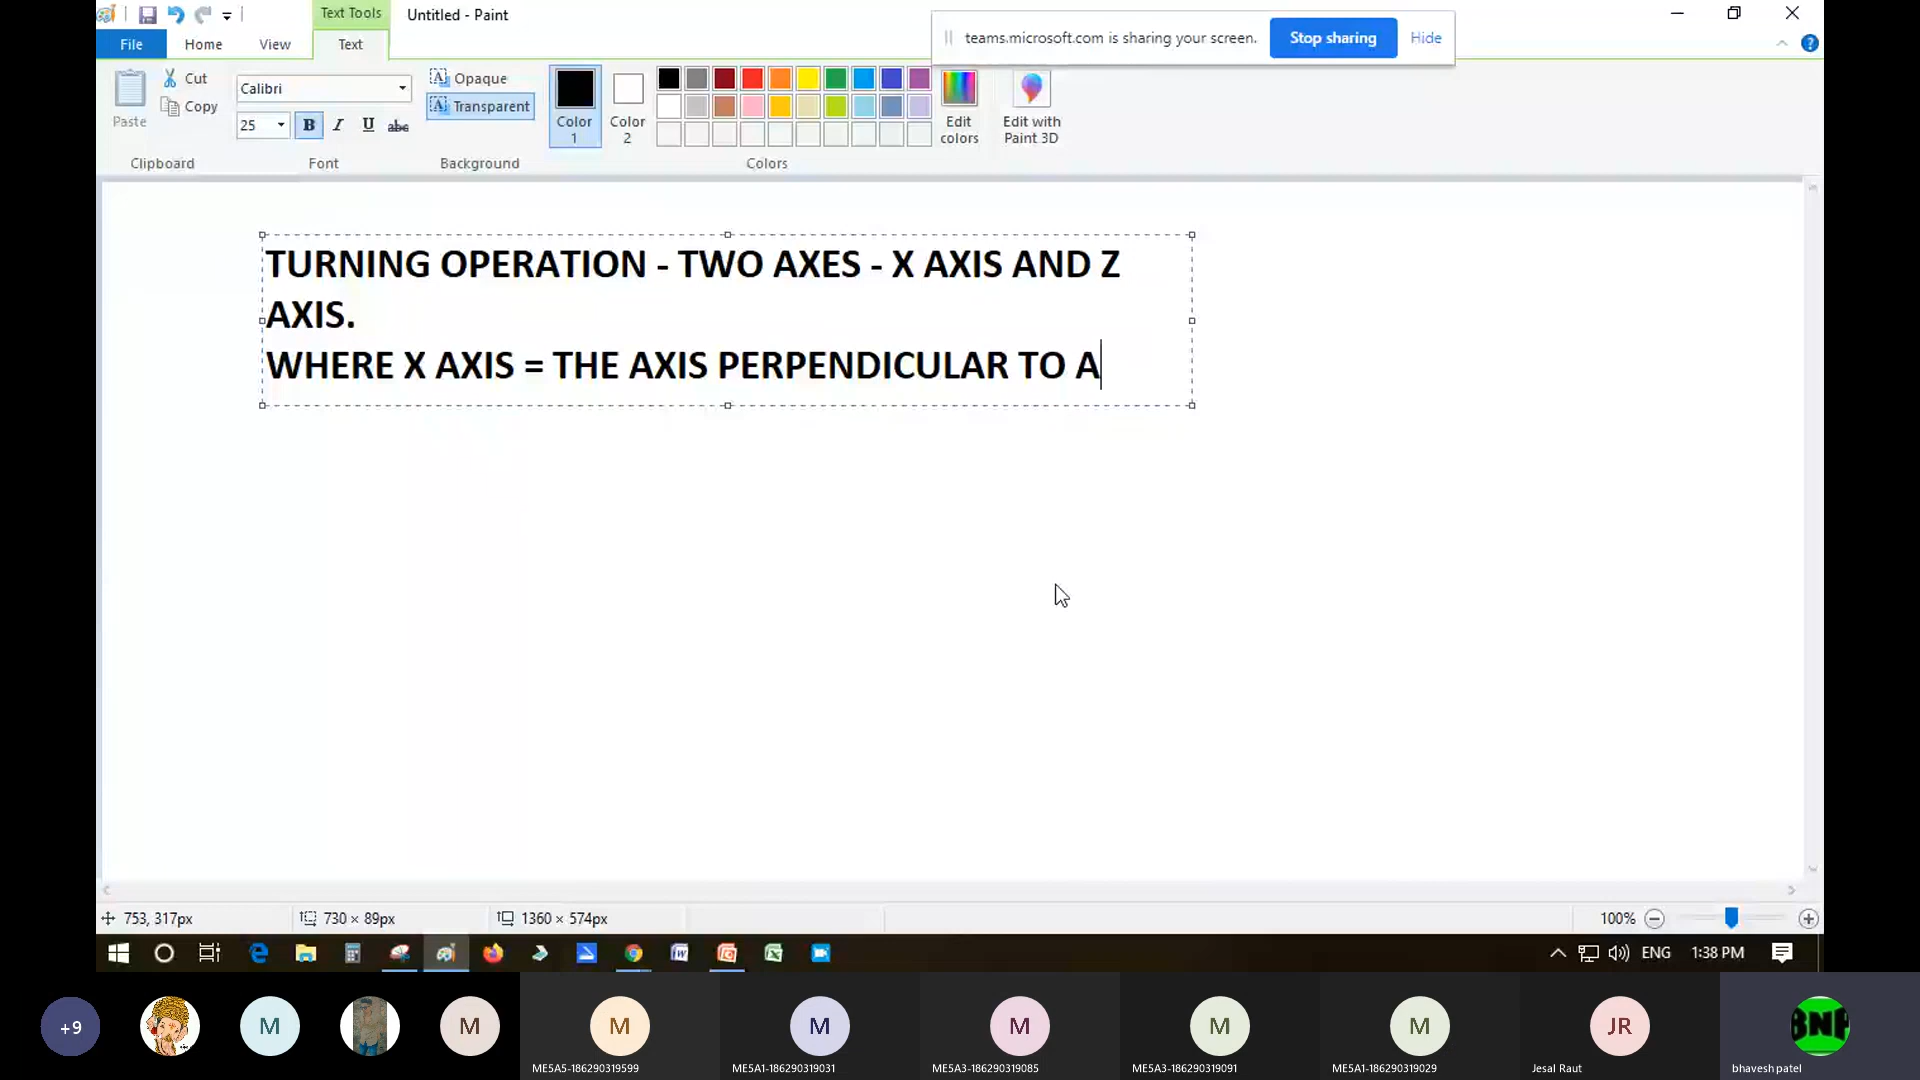 Text Tools
Untitled - Paint
teams.microsoft.com is sharing your screen.
Stop sharing
Hide
File
Home
View
Text
Paste
Cut
Copy
Clipboard
Calibri
25
B
I
U
abc
Font
Opaque
Transparent
Background
Color
1
Color
2
Colors
Edit
colors
Edit with
Paint 3D
TURNING OPERATION - TWO AXES - X AXIS AND Z
AXIS.
WHERE X AXIS = THE AXIS PERPENDICULAR TO A
753, 317px
730 × 89px
1360 × 574px
100%
ENG
1:38 PM
+9
M
M
M
M
M
M
M
JR
BNP
ME5A5-186290319599
ME5A1-186290319031
ME5A3-186290319085
ME5A3-186290319091
ME5A1-186290319029
Jesal Raut
bhavesh patel